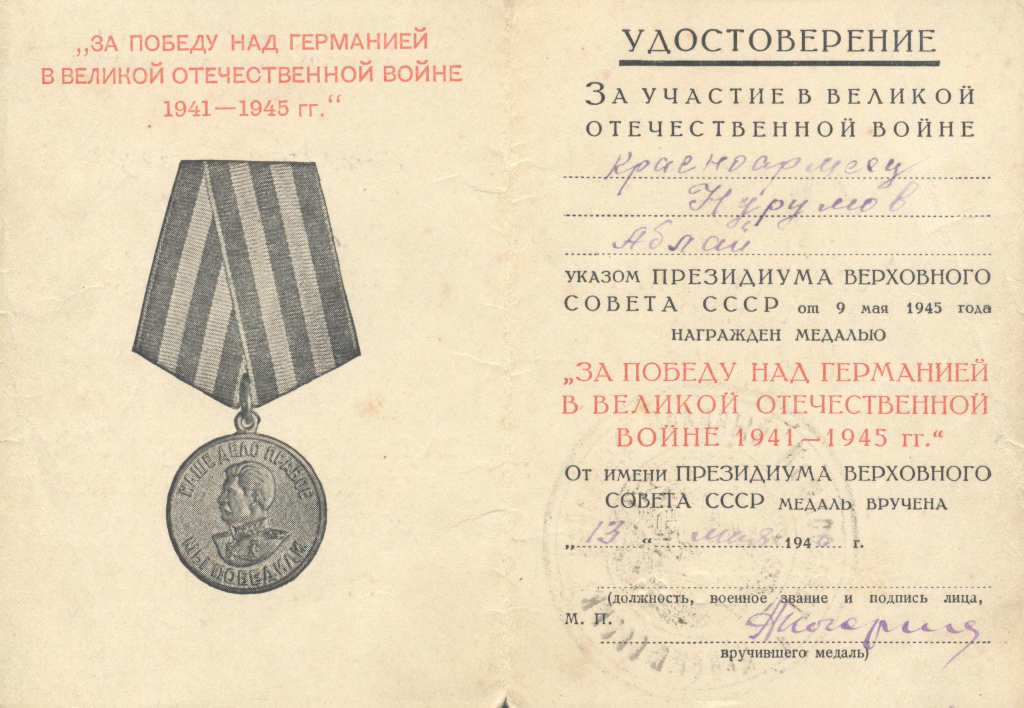 „ЗА ПОБЕДУ НАД ГЕРМАНИЕЙ
В ВЕЛИКОЙ ОТЕЧЕСТВЕННОЙ ВОЙНЕ
1941—1945 гг.“
НАШЕ ДЕЛО ПРАВОЕ
МЫ ПОБЕДИЛИ
УДОСТОВЕРЕНИЕ
ЗА УЧАСТИЕ В ВЕЛИКОЙ
ОТЕЧЕСТВЕННОЙ ВОЙНЕ
красноармеец
Нурумов
Аблай
УКАЗОМ ПРЕЗИДИУМА ВЕРХОВНОГО
СОВЕТА СССР от 9 мая 1945 года
НАГРАЖДЕН МЕДАЛЬЮ
„ЗА ПОБЕДУ НАД ГЕРМАНИЕЙ
В ВЕЛИКОЙ ОТЕЧЕСТВЕННОЙ
ВОЙНЕ 1941—1945 гг.“
ОТ ИМЕНИ ПРЕЗИДИУМА ВЕРХОВНОГО
СОВЕТА СССР МЕДАЛЬ ВРУЧЕНА
„13“ мая 1946 г.
(должность, военное звание и подпись лица,
М. П.
вручившего медаль)